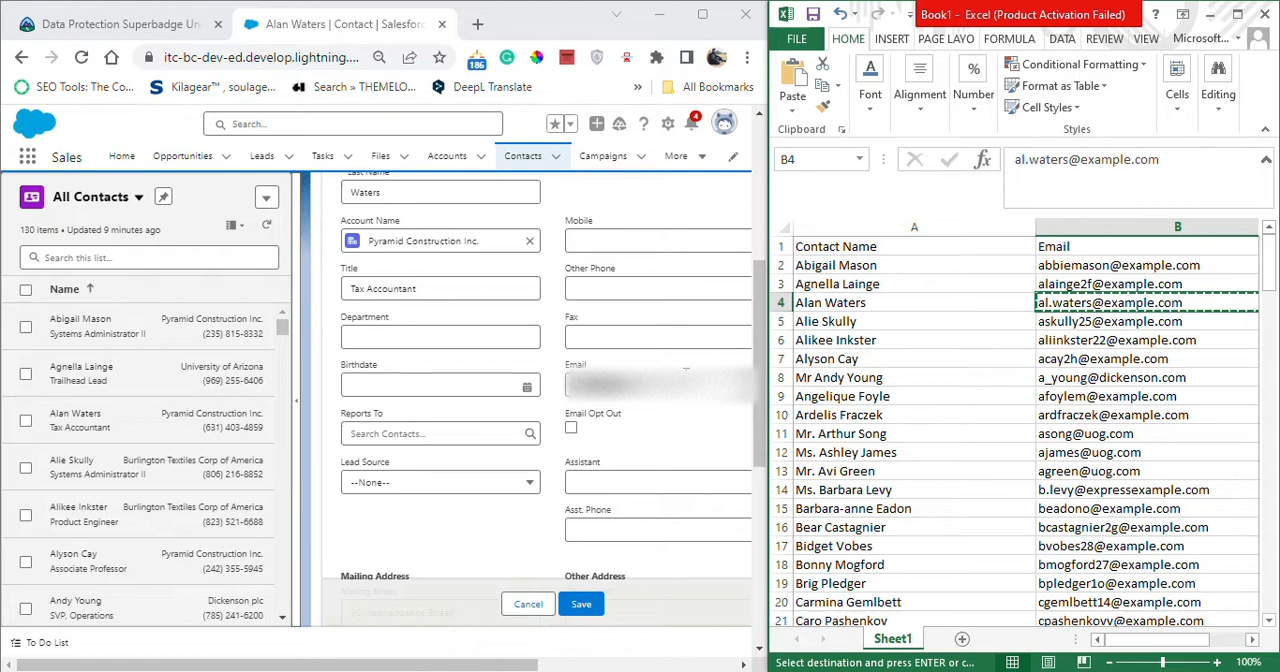 Data Protection Superbadge Un
Alan Waters | Contact | Salesforc
itc-bc-dev-ed.develop.lightning....
186
SEO Tools: The Co...
Kilagear™ , soulage...
Search » THEMELO...
DeepL Translate
All Bookmarks
Search...
4
Sales
Home
Opportunities
Leads
Tasks
Files
Accounts
Contacts
Campaigns
More
All Contacts
130 items • Updated 9 minutes ago
Search this list...
Name
Abigail Mason
Pyramid Construction Inc.
Systems Administrator II
(235) 815-8332
Agnella Lainge
University of Arizona
Trailhead Lead
(969) 255-6406
Alan Waters
Pyramid Construction Inc.
Tax Accountant
(631) 403-4859
Alie Skully
Burlington Textiles Corp of America
Systems Administrator II
(806) 216-8852
Alikee Inkster
Burlington Textiles Corp of America
Product Engineer
(823) 521-6688
Alyson Cay
Pyramid Construction Inc.
Associate Professor
(242) 355-5945
Andy Young
Dickenson plc
SVP, Operations
(785) 241-6200
To Do List
Last Name
Waters
Account Name
Pyramid Construction Inc.
Mobile
Title
Tax Accountant
Other Phone
Department
Fax
Birthdate
Email
Reports To
Search Contacts...
Email Opt Out
Lead Source
--None--
Assistant
Asst. Phone
Mailing Address
Other Address
Mailing Street
Cancel
Save
Book1 - Excel (Product Activation Failed)
FILE
HOME
INSERT
PAGE LAYO
FORMULA
DATA
REVIEW
VIEW
Microsoft...
Paste
Clipboard
Font
Alignment
%
Number
Conditional Formatting
Format as Table
Cell Styles
Styles
Cells
Editing
B4
fx
al.waters@example.com
A
B
1 Contact Name Email
2 Abigail Mason abbiemason@example.com
3 Agnella Lainge alainge2f@example.com
4 Alan Waters al.waters@example.com
5 Alie Skully askully25@example.com
6 Alikee Inkster aliinkster22@example.com
7 Alyson Cay acay2h@example.com
8 Mr Andy Young a_young@dickenson.com
9 Angelique Foyle afoylem@example.com
10 Ardelis Fraczek ardfraczek@example.com
11 Mr. Arthur Song asong@uog.com
12 Ms. Ashley James ajames@uog.com
13 Mr. Avi Green agreen@uog.com
14 Ms. Barbara Levy b.levy@expressexample.com
15 Barbara-anne Eadon beadono@example.com
16 Bear Castagnier bcastagnier2g@example.com
17 Bidget Vobes bvobes28@example.com
18 Bonny Mogford bmogford27@example.com
19 Brig Pledger bpledger1o@example.com
20 Carmina Gemlbett cgemlbett14@example.com
21 Caro Pashenkov cpashenkovv@example.com
Sheet1
Select destination and press ENTER or c...
100%